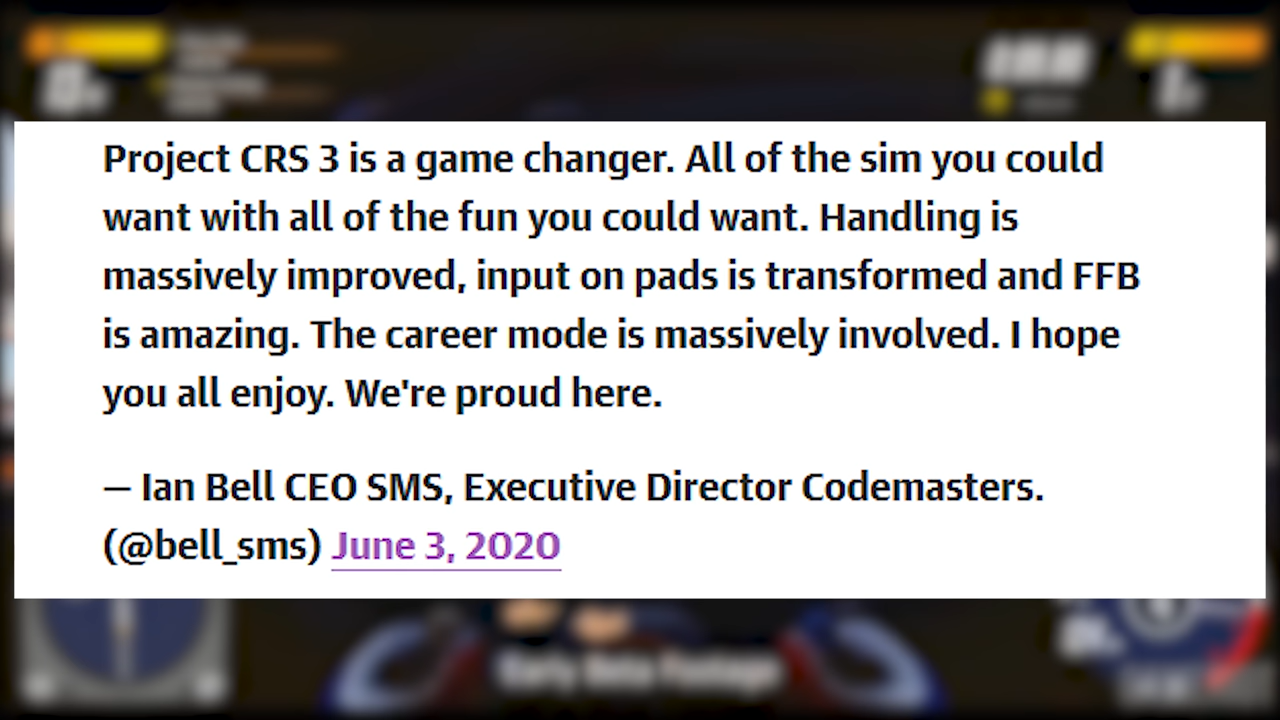 Project CRS 3 is a game changer. All of the sim you could
want with all of the fun you could want. Handling is
massively improved, input on pads is transformed and FFB
is amazing. The career mode is massively involved. I hope
you all enjoy. We're proud here.
— Ian Bell CEO SMS, Executive Director Codemasters.
(@bell_sms) June 3, 2020
Early Beta Footage